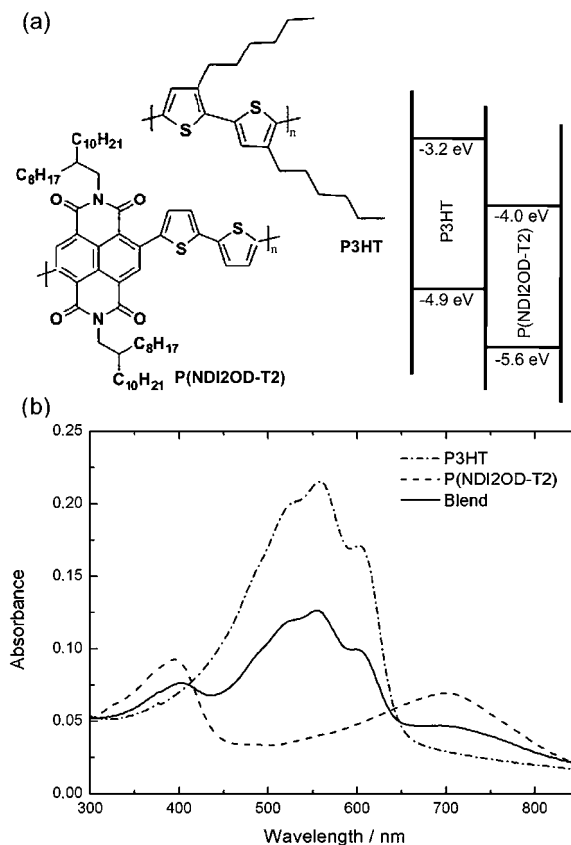 (a)
S
S
n
P3HT
C10H21
C8H17
O
N
O
S
S
n
O
N
O
C8H17
C10H21
P(NDI2OD-T2)
-3.2 eV
P3HT
-4.9 eV
-4.0 eV
P(NDI2OD-T2)
-5.6 eV
(b)
P3HT
P(NDI2OD-T2)
Blend
0.25
0.20
0.15
0.10
0.05
0.00
Absorbance
300 400 500 600 700 800
Wavelength / nm